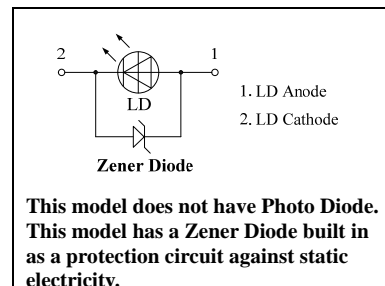 2
1
LD
1. LD Anode
2. LD Cathode
Zener Diode
This model does not have Photo Diode.
This model has a Zener Diode built in
as a protection circuit against static
electricity.